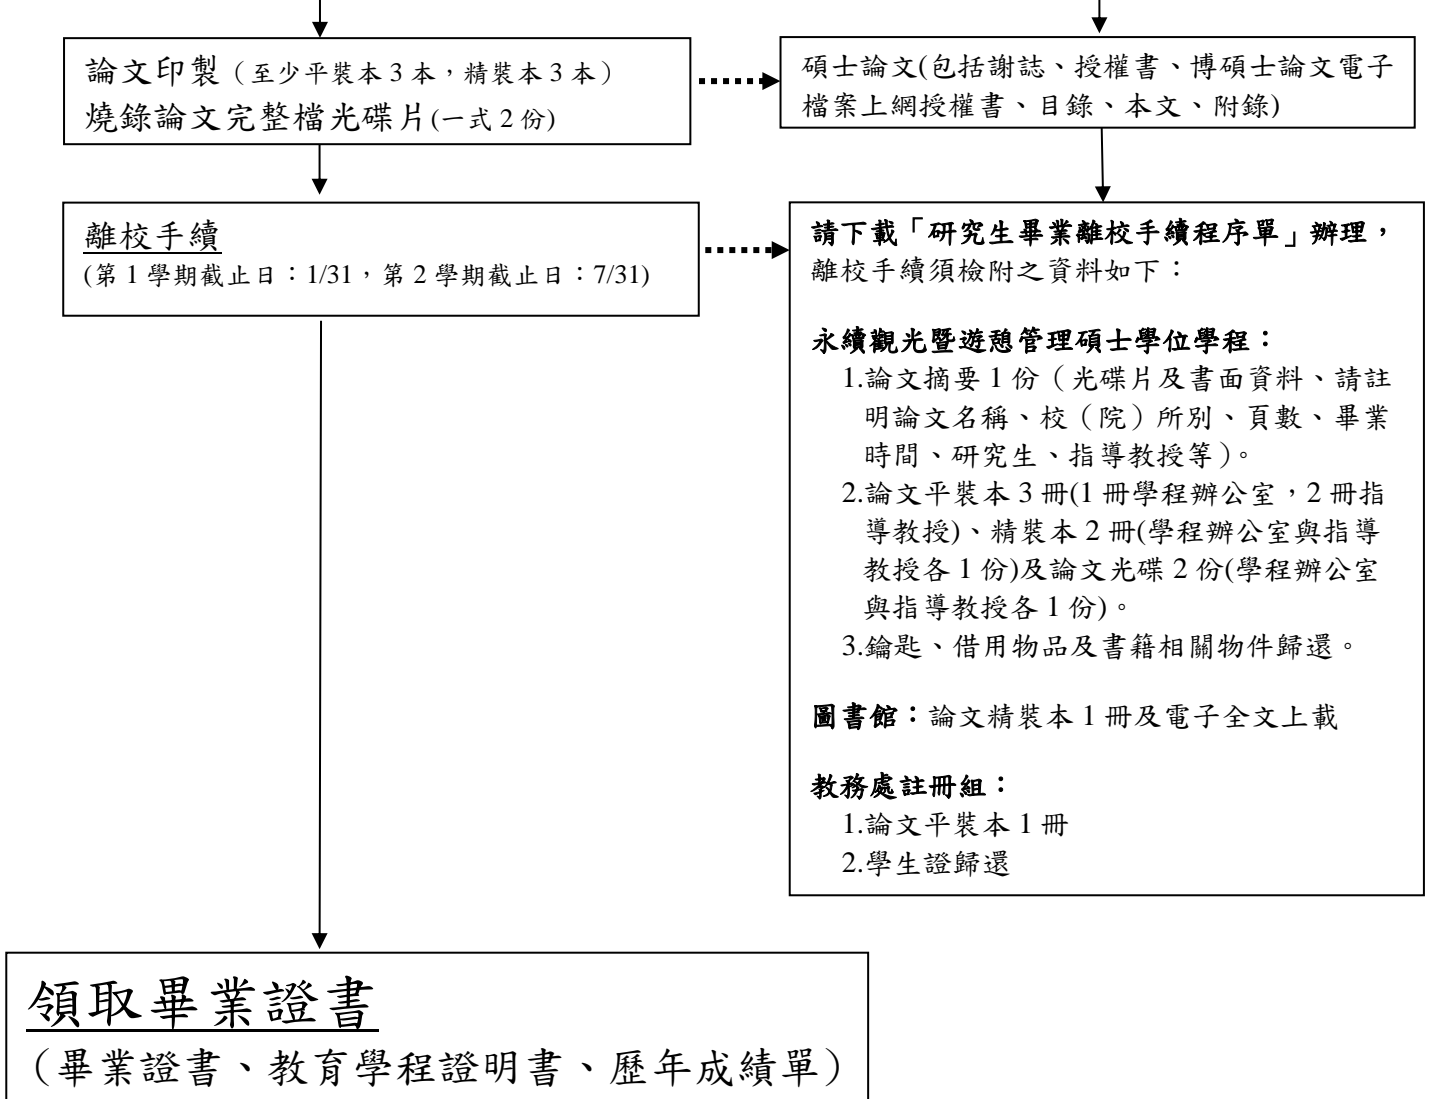 論文印製（至少平裝本 3 本，精裝本 3 本）
燒錄論文完整檔光碟片(一式 2 份)
碩士論文(包括謝誌、授權書、博碩士論文電子
檔案上網授權書、目錄、本文、附錄)
離校手續
(第 1 學期截止日：1/31，第 2 學期截止日：7/31)
請下載「研究生畢業離校手續程序單」辦理，
離校手續須檢附之資料如下：
永續觀光暨遊憩管理碩士學位學程：
1.論文摘要 1 份（光碟片及書面資料、請註
明論文名稱、校（院）所別、頁數、畢業
時間、研究生、指導教授等）。
2.論文平裝本 3 冊(1 冊學程辦公室，2 冊指
導教授)、精裝本 2 冊(學程辦公室與指導
教授各 1 份)及論文光碟 2 份(學程辦公室
與指導教授各 1 份)。
3.鑰匙、借用物品及書籍相關物件歸還。
圖書館：論文精裝本 1 冊及電子全文上載
教務處註冊組：
1.論文平裝本 1 冊
2.學生證歸還
領取畢業證書
（畢業證書、教育學程證明書、歷年成績單）